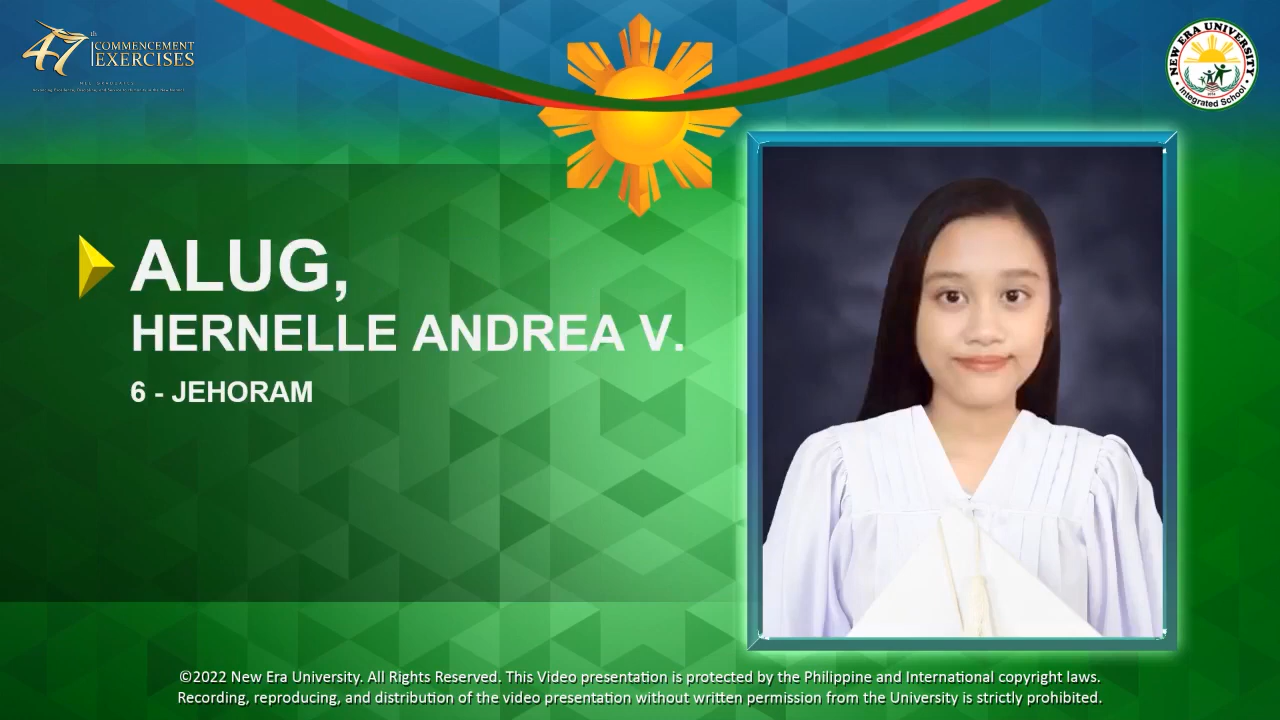 47th COMMENCEMENT
EXERCISES
NEW ERA UNIVERSITY
Integrated School
ALUG,
HERNELLE ANDREA V.
6 - JEHORAM
©2022 New Era University. All Rights Reserved. This Video presentation is protected by the Philippine and International copyright laws.
Recording, reproducing, and distribution of the video presentation without written permission from the University is strictly prohibited.